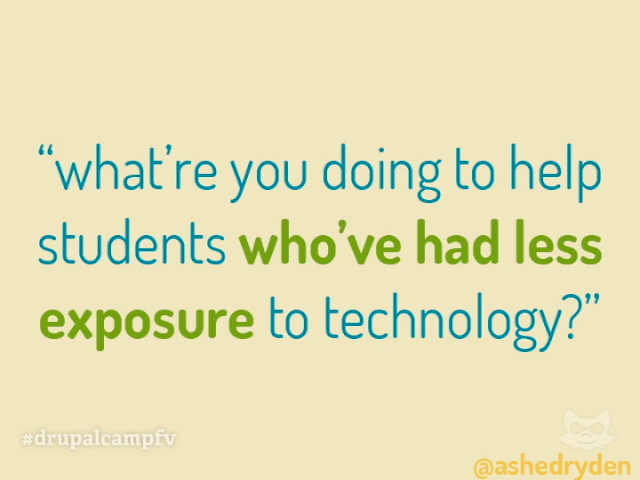 “what’re you doing to help
students who’ve had less
exposure to technology?”
#drupalcampfv
@ashedryden